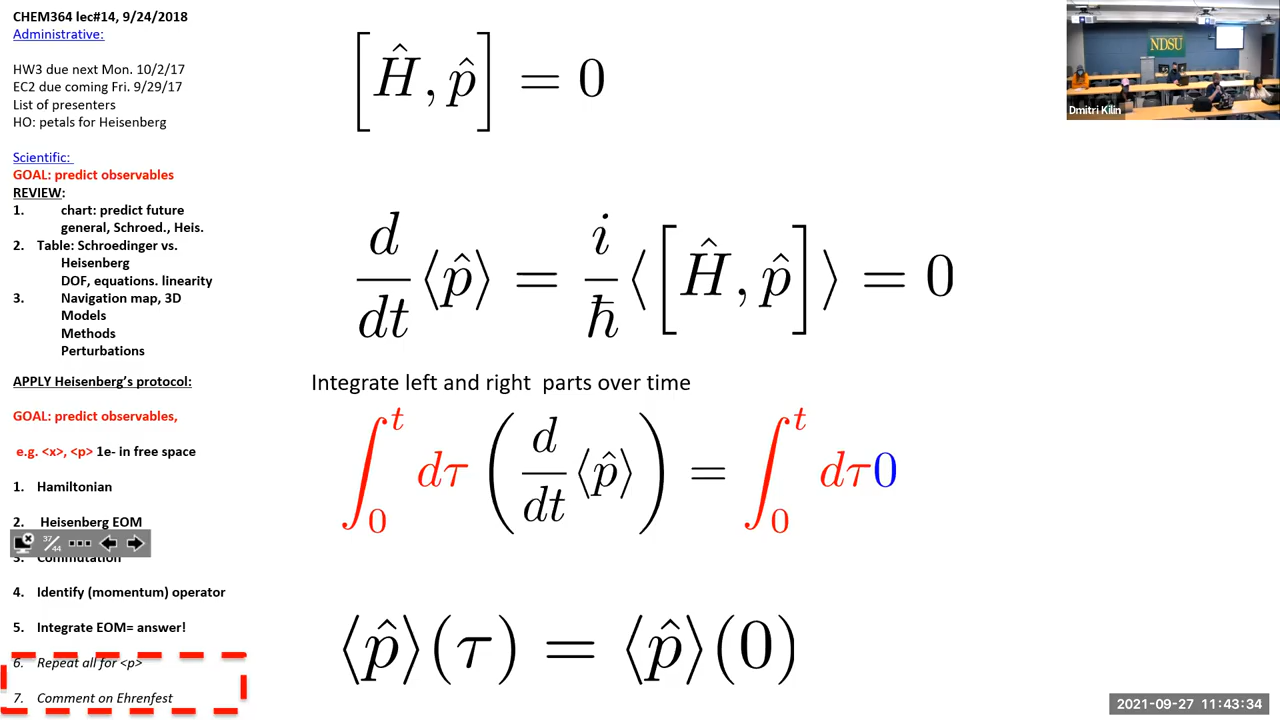 CHEM364 lec#14, 9/24/2018
Administrative:
HW3 due next Mon. 10/2/17
EC2 due coming Fri. 9/29/17
List of presenters
HO: petals for Heisenberg
Scientific:
GOAL: predict observables
REVIEW:
1. chart: predict future
general, Schroed., Heis.
2. Table: Schroedinger vs.
Heisenberg
DOF, equations. linearity
3. Navigation map, 3D
Models
Methods
Perturbations
APPLY Heisenberg’s protocol:
GOAL: predict observables,
e.g. <x>, <p> 1e- in free space
1. Hamiltonian
2. Heisenberg EOM
37/44
3. Commutation
4. Identify (momentum) operator
5. Integrate EOM= answer!
6. Repeat all for <p>
7. Comment on Ehrenfest
[Ĥ, p̂] = 0
d/dt ⟨p̂⟩ = i/ħ ⟨[Ĥ, p̂]⟩ = 0
Integrate left and right parts over time
∫₀ᵗ dτ (d/dt ⟨p̂⟩) = ∫₀ᵗ dτ0
⟨p̂⟩(τ) = ⟨p̂⟩(0)
NDSU
Dmitri Kilin
2021-09-27 11:43:34